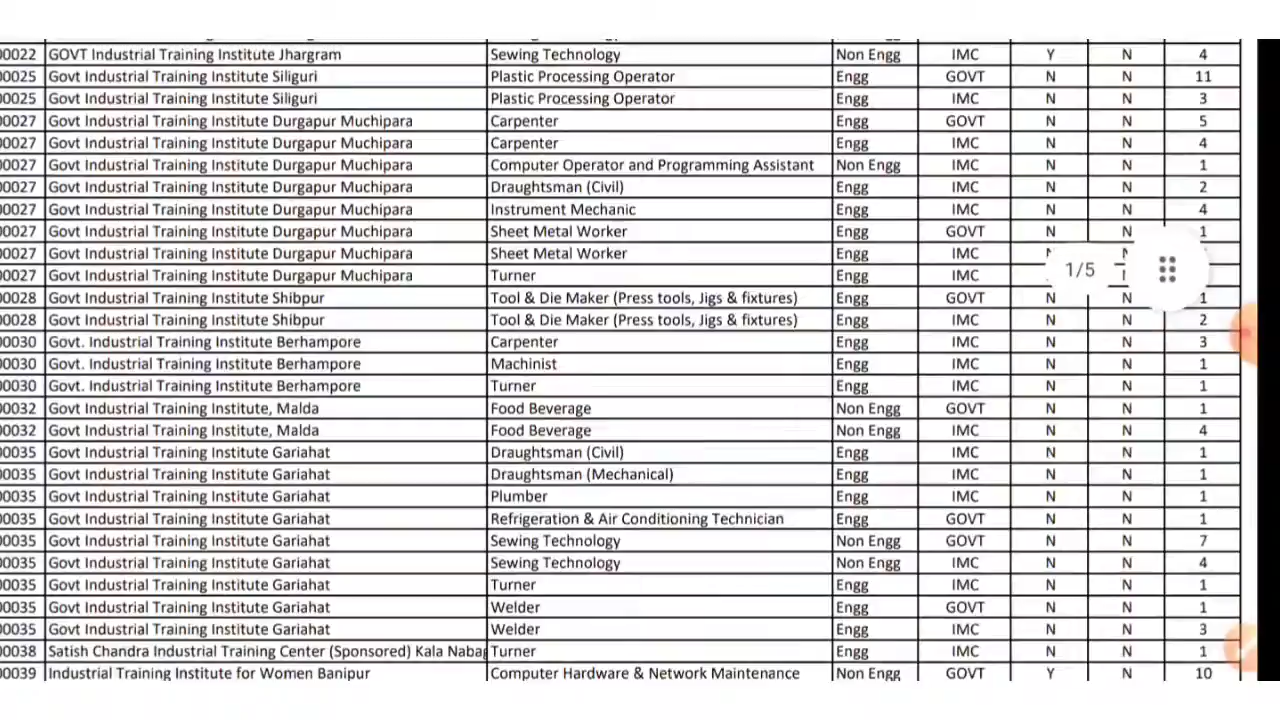 00022 GOVT Industrial Training Institute Jhargram Sewing Technology Non Engg IMC Y N 4
00025 Govt Industrial Training Institute Siliguri Plastic Processing Operator Engg GOVT N N 11
00025 Govt Industrial Training Institute Siliguri Plastic Processing Operator Engg IMC N N 3
00027 Govt Industrial Training Institute Durgapur Muchipara Carpenter Engg GOVT N N 5
00027 Govt Industrial Training Institute Durgapur Muchipara Carpenter Engg IMC N N 4
00027 Govt Industrial Training Institute Durgapur Muchipara Computer Operator and Programming Assistant Non Engg IMC N N 1
00027 Govt Industrial Training Institute Durgapur Muchipara Draughtsman (Civil) Engg IMC N N 2
00027 Govt Industrial Training Institute Durgapur Muchipara Instrument Mechanic Engg IMC N N 4
00027 Govt Industrial Training Institute Durgapur Muchipara Sheet Metal Worker Engg GOVT N N 1
00027 Govt Industrial Training Institute Durgapur Muchipara Sheet Metal Worker Engg IMC
1/5
00027 Govt Industrial Training Institute Durgapur Muchipara Turner Engg IMC
00028 Govt Industrial Training Institute Shibpur Tool & Die Maker (Press tools, Jigs & fixtures) Engg GOVT N N 1
00028 Govt Industrial Training Institute Shibpur Tool & Die Maker (Press tools, Jigs & fixtures) Engg IMC N N 2
00030 Govt. Industrial Training Institute Berhampore Carpenter Engg IMC N N 3
00030 Govt. Industrial Training Institute Berhampore Machinist Engg IMC N N 1
00030 Govt. Industrial Training Institute Berhampore Turner Engg IMC N N 1
00032 Govt Industrial Training Institute, Malda Food Beverage Non Engg GOVT N N 1
00032 Govt Industrial Training Institute, Malda Food Beverage Non Engg IMC N N 4
00035 Govt Industrial Training Institute Gariahat Draughtsman (Civil) Engg IMC N N 1
00035 Govt Industrial Training Institute Gariahat Draughtsman (Mechanical) Engg IMC N N 1
00035 Govt Industrial Training Institute Gariahat Plumber Engg IMC N N 1
00035 Govt Industrial Training Institute Gariahat Refrigeration & Air Conditioning Technician Engg GOVT N N 1
00035 Govt Industrial Training Institute Gariahat Sewing Technology Non Engg GOVT N N 7
00035 Govt Industrial Training Institute Gariahat Sewing Technology Non Engg IMC N N 4
00035 Govt Industrial Training Institute Gariahat Turner Engg IMC N N 1
00035 Govt Industrial Training Institute Gariahat Welder Engg GOVT N N 1
00035 Govt Industrial Training Institute Gariahat Welder Engg IMC N N 3
00038 Satish Chandra Industrial Training Center (Sponsored) Kala Nabag Turner Engg IMC N N 1
00039 Industrial Training Institute for Women Banipur Computer Hardware & Network Maintenance Non Engg GOVT Y N 10